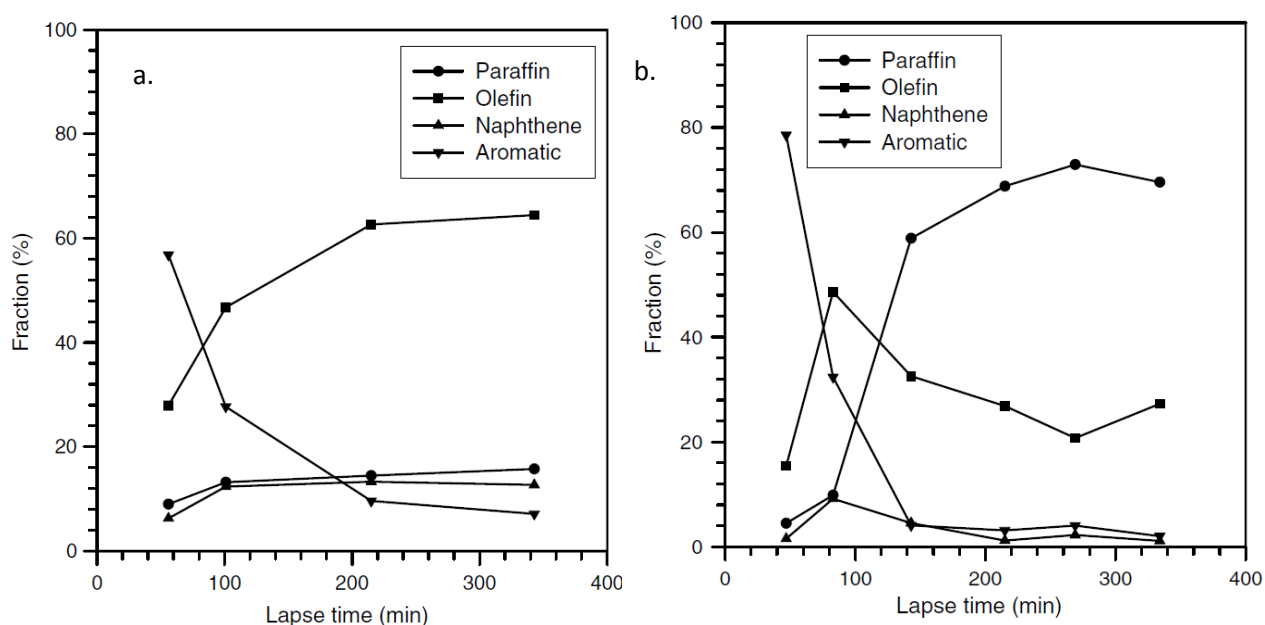 a.
Paraffin
Olefin
Naphthene
Aromatic
100
80
60
40
20
0
Fraction (%)
0 100 200 300 400
Lapse time (min)
b.
Paraffin
Olefin
Naphthene
Aromatic
100
80
60
40
20
0
Fraction (%)
0 100 200 300 400
Lapse time (min)